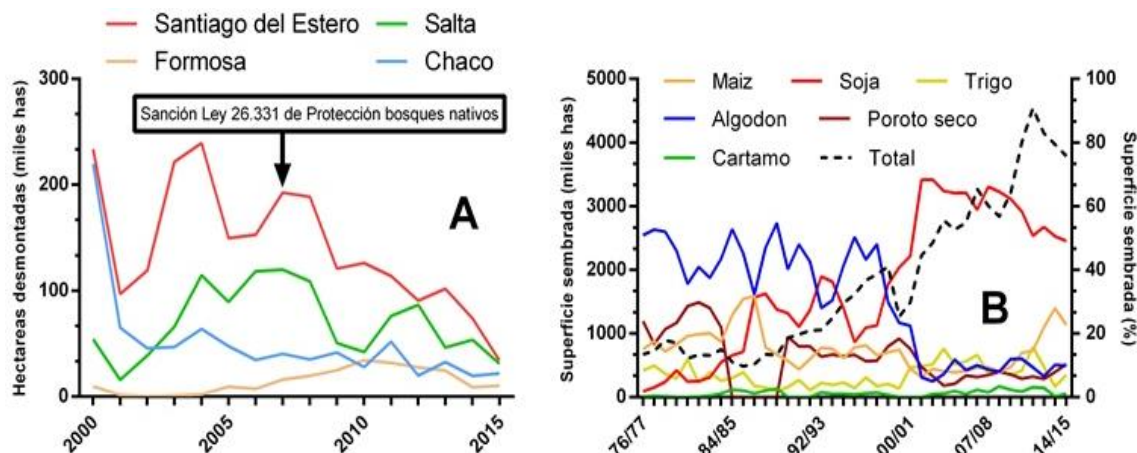 Santiago del Estero
Salta
Formosa
Chaco
Hectareas desmontadas (miles has)
300
200
100
0
Sanción Ley 26.331 de Protección bosques nativos
A
2000
2005
2010
2015
Maiz
Soja
Trigo
Algodon
Poroto seco
Cartamo
Total
Superficie sembrada (miles has)
5000
4000
3000
2000
1000
0
B
100
80
60
40
20
0
Superficie sembrada (%)
76/77
84/85
92/93
00/01
07/08
14/15